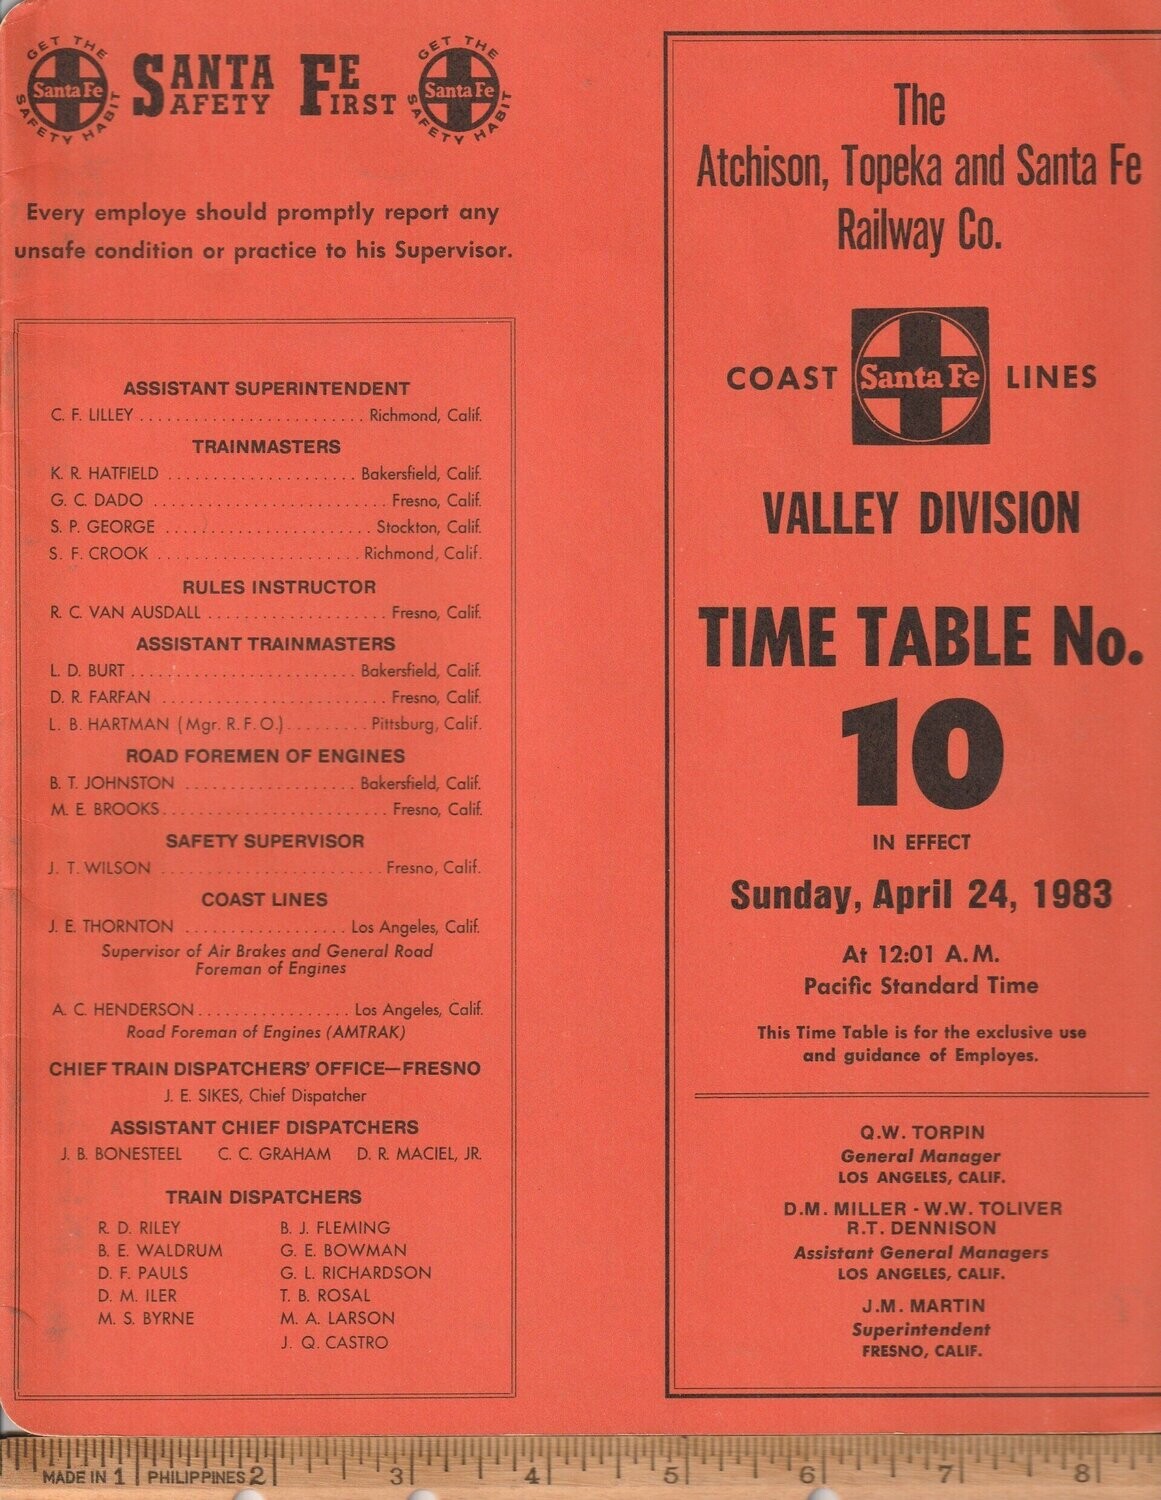 GET THE
Santa Fe
SAFETY HABIT
SANTA FE
SAFETY FIRST
GET THE
Santa Fe
SAFETY HABIT
Every employe should promptly report any
unsafe condition or practice to his Supervisor.
ASSISTANT SUPERINTENDENT
C. F. LILLEY ........................ Richmond, Calif.
TRAINMASTERS
K. R. HATFIELD ..................... Bakersfield, Calif.
G. C. DADO .......................... Fresno, Calif.
S. P. GEORGE ....................... Stockton, Calif.
S. F. CROOK ....................... Richmond, Calif.
RULES INSTRUCTOR
R. C. VAN AUSDALL .................... Fresno, Calif.
ASSISTANT TRAINMASTERS
L. D. BURT ......................... Bakersfield, Calif.
D. R. FARFAN ......................... Fresno, Calif.
L. B. HARTMAN (Mgr. R. F. O.) ......... Pittsburg, Calif.
ROAD FOREMEN OF ENGINES
B. T. JOHNSTON ................... Bakersfield, Calif.
M. E. BROOKS ......................... Fresno, Calif.
SAFETY SUPERVISOR
J. T. WILSON ......................... Fresno, Calif.
COAST LINES
J. E. THORNTON .................. Los Angeles, Calif.
Supervisor of Air Brakes and General Road
Foreman of Engines
A. C. HENDERSON ................. Los Angeles, Calif.
Road Foreman of Engines (AMTRAK)
CHIEF TRAIN DISPATCHERS' OFFICE—FRESNO
J. E. SIKES, Chief Dispatcher
ASSISTANT CHIEF DISPATCHERS
J. B. BONESTEEL C. C. GRAHAM D. R. MACIEL, JR.
TRAIN DISPATCHERS
R. D. RILEY B. J. FLEMING
B. E. WALDRUM G. E. BOWMAN
D. F. PAULS G. L. RICHARDSON
D. M. ILER T. B. ROSAL
M. S. BYRNE M. A. LARSON
J. Q. CASTRO
The
Atchison, Topeka and Santa Fe
Railway Co.
COAST Santa Fe LINES
VALLEY DIVISION
TIME TABLE No.
10
IN EFFECT
Sunday, April 24, 1983
At 12:01 A.M.
Pacific Standard Time
This Time Table is for the exclusive use
and guidance of Employes.
Q.W. TORPIN
General Manager
LOS ANGELES, CALIF.
D.M. MILLER - W.W. TOLIVER
R.T. DENNISON
Assistant General Managers
LOS ANGELES, CALIF.
J.M. MARTIN
Superintendent
FRESNO, CALIF.
MADE IN 1 PHILIPPINES 2 3 4 5 6 7 8